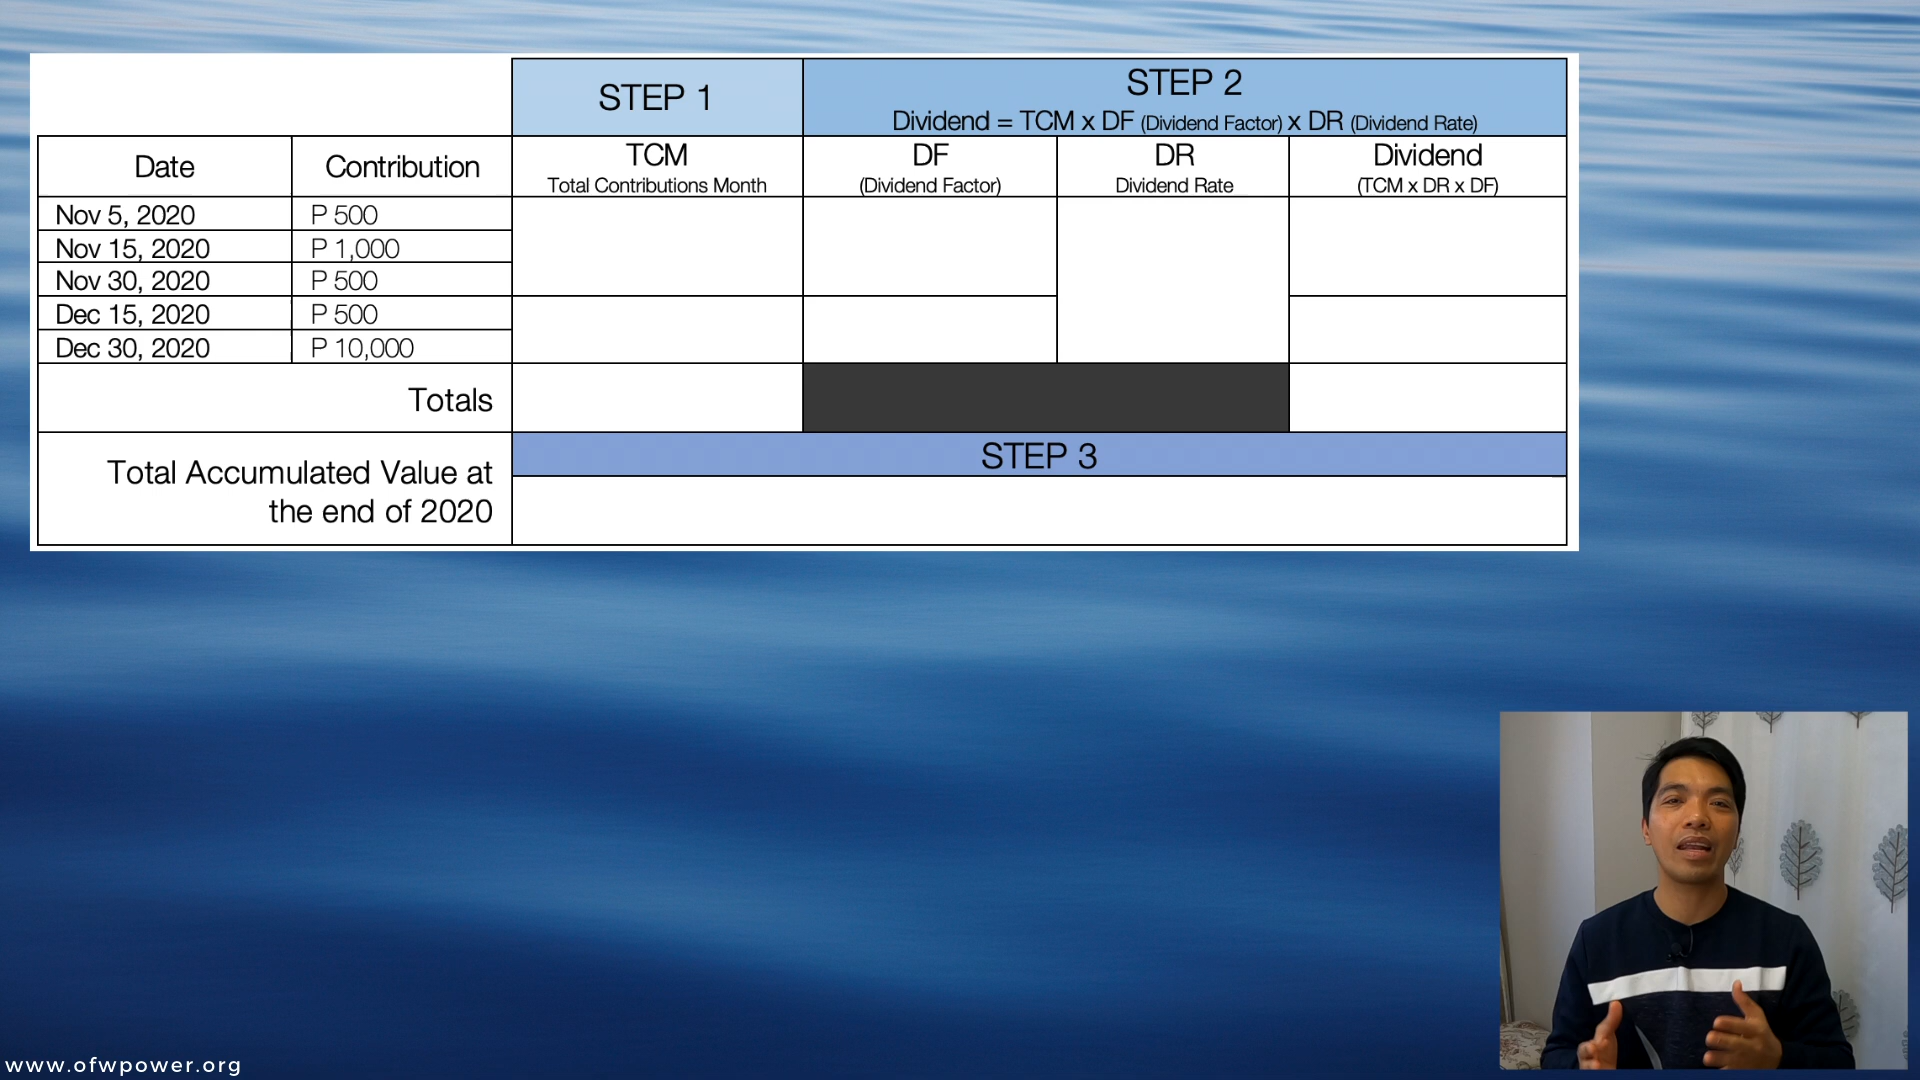 STEP 1
STEP 2
Dividend = TCM x DF (Dividend Factor) x DR (Dividend Rate)
Date
Contribution
TCM
Total Contributions Month
DF
(Dividend Factor)
DR
Dividend Rate
Dividend
(TCM x DR x DF)
Nov 5, 2020
P 500
Nov 15, 2020
P 1,000
Nov 30, 2020
P 500
Dec 15, 2020
P 500
Dec 30, 2020
P 10,000
Totals
STEP 3
Total Accumulated Value at
the end of 2020
www.ofwpower.org